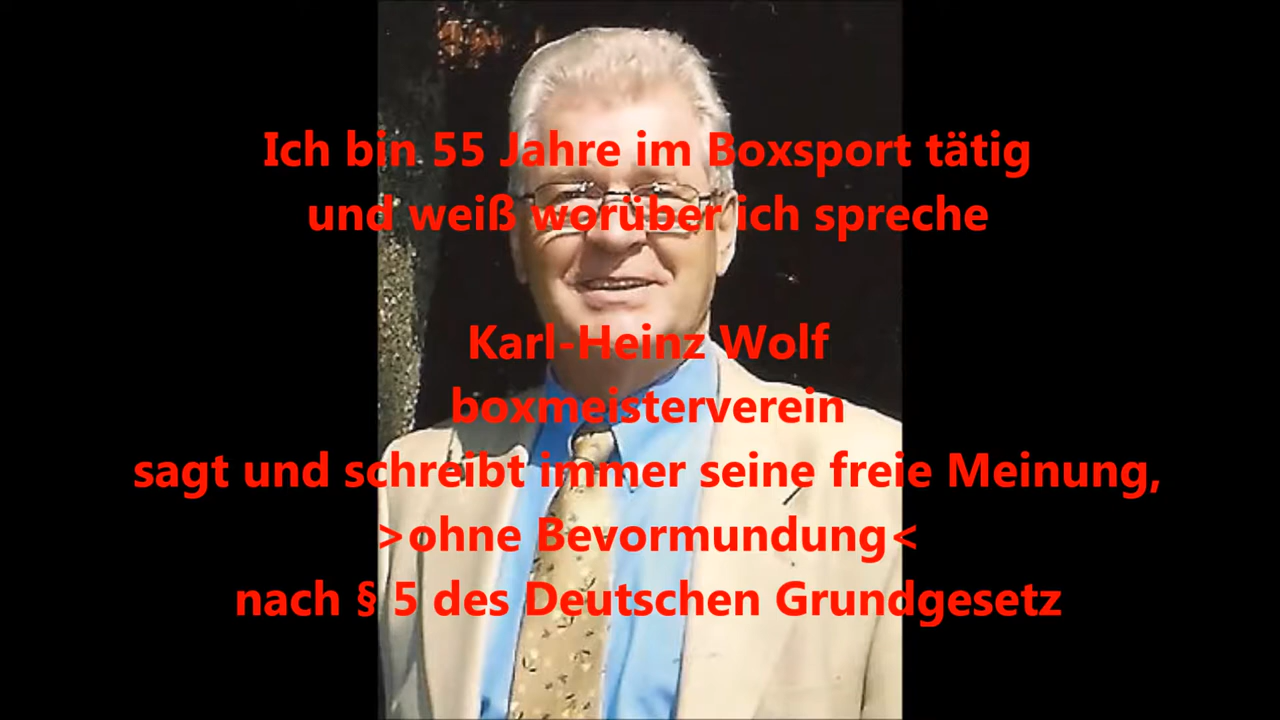 Ich bin 55 Jahre im Boxsport tätig
und weiß worüber ich spreche
Karl-Heinz Wolf
boxmeisterverein
sagt und schreibt immer seine freie Meinung,
>ohne Bevormundung<
nach § 5 des Deutschen Grundgesetz